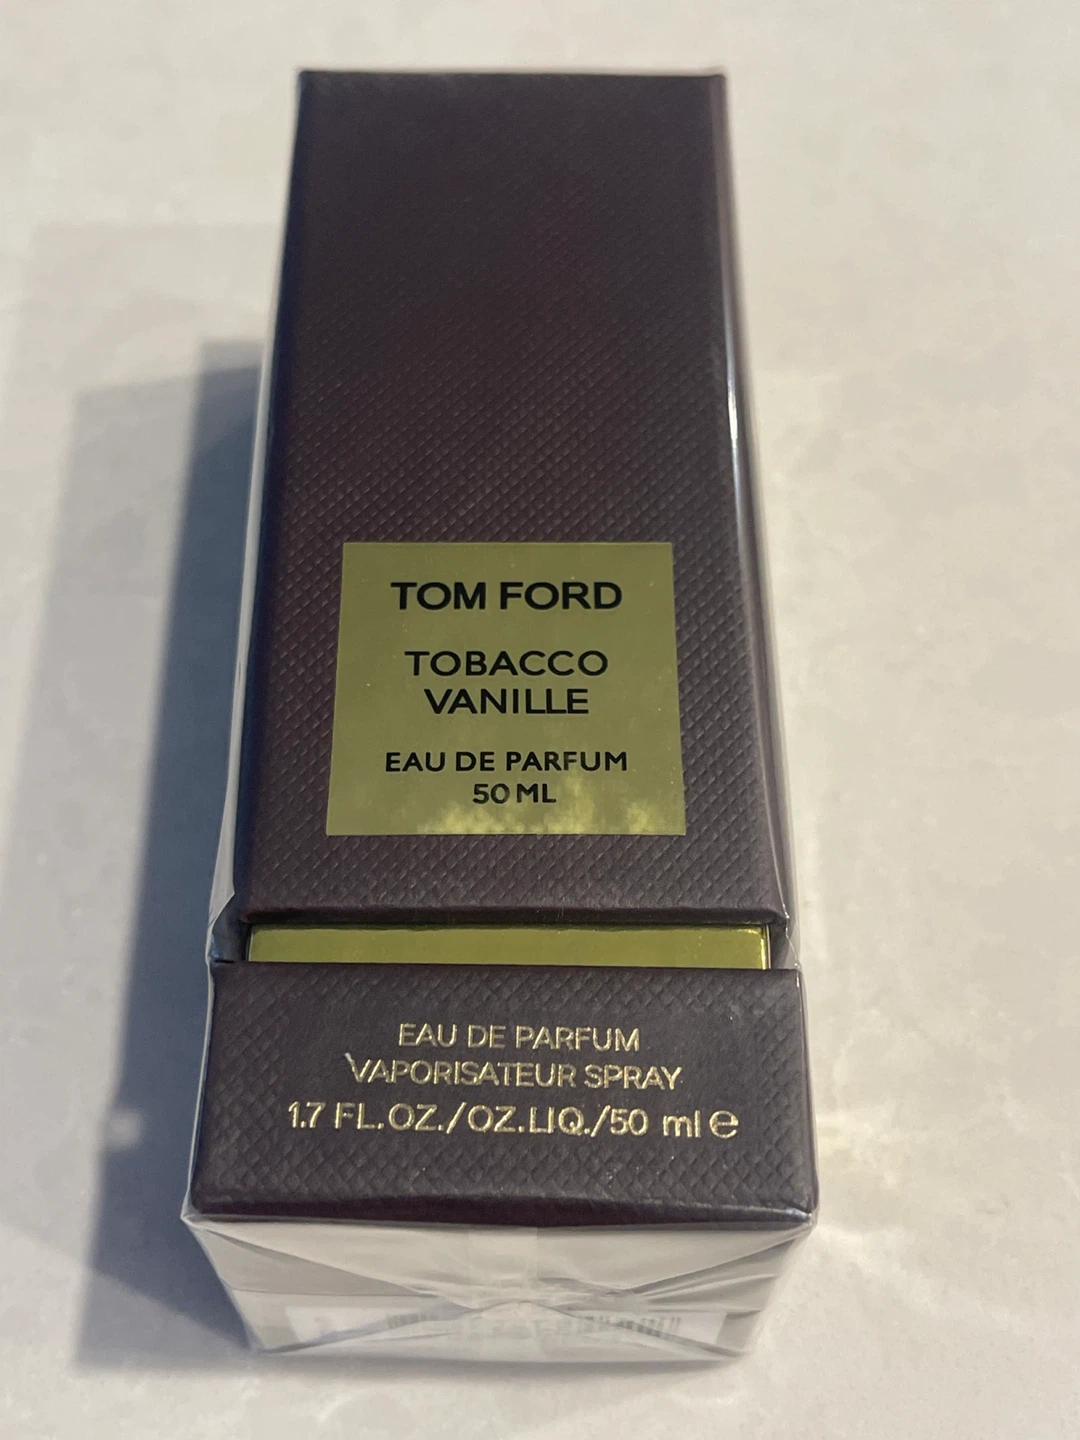 TOM FORD
TOBACCO
VANILLE
EAU DE PARFUM
50 ML
EAU DE PARFUM
VAPORISATEUR SPRAY
1.7 FL.OZ./OZ.LIQ./50 ml ℮